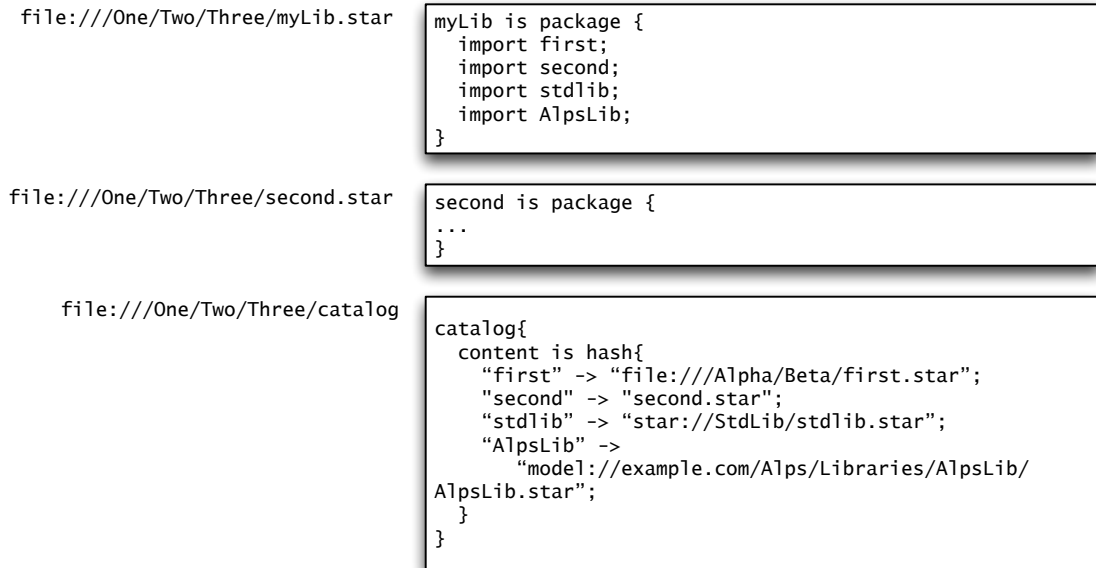 file:///One/Two/Three/myLib.star
myLib is package {
import first;
import second;
import stdlib;
import AlpsLib;
}
file:///One/Two/Three/second.star
second is package {
...
}
file:///One/Two/Three/catalog
catalog{
content is hash{
“first” -> “file:///Alpha/Beta/first.star”;
"second" -> "second.star";
“stdlib” -> “star://StdLib/stdlib.star”;
“AlpsLib” ->
“model://example.com/Alps/Libraries/AlpsLib/
AlpsLib.star”;
}
}